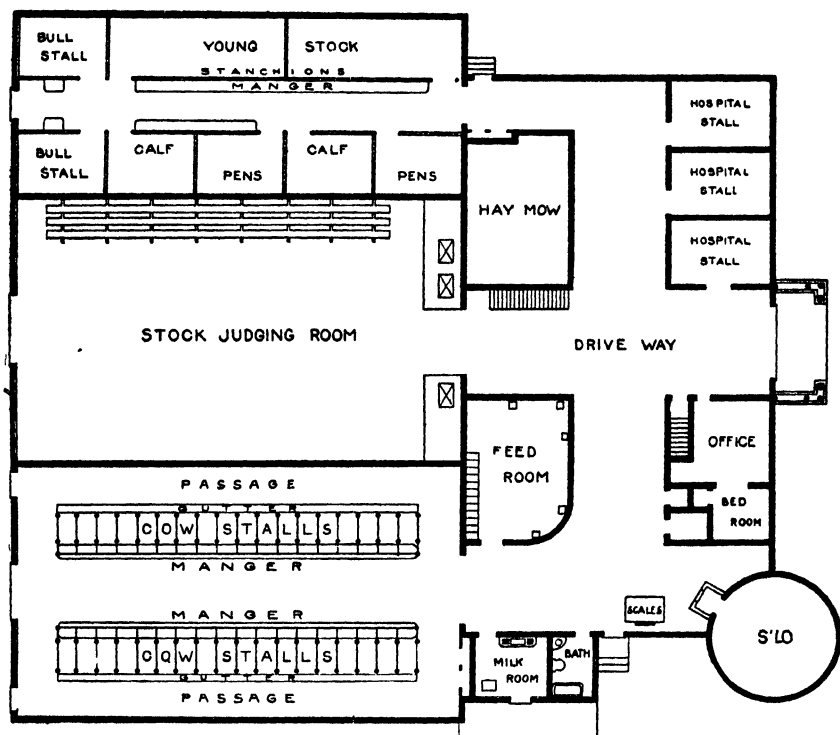 BULL
STALL
YOUNG STOCK
STANCHIONS
MANGER
BULL
STALL
CALF
PENS
CALF
PENS
HOSPITAL
STALL
HOSPITAL
STALL
HOSPITAL
STALL
HAY MOW
STOCK JUDGING ROOM
DRIVE WAY
FEED
ROOM
OFFICE
BED
ROOM
PASSAGE
GUTTER
COW STALLS
MANGER
MANGER
COW STALLS
GUTTER
PASSAGE
SCALES
S'LO
MILK
ROOM
BATH